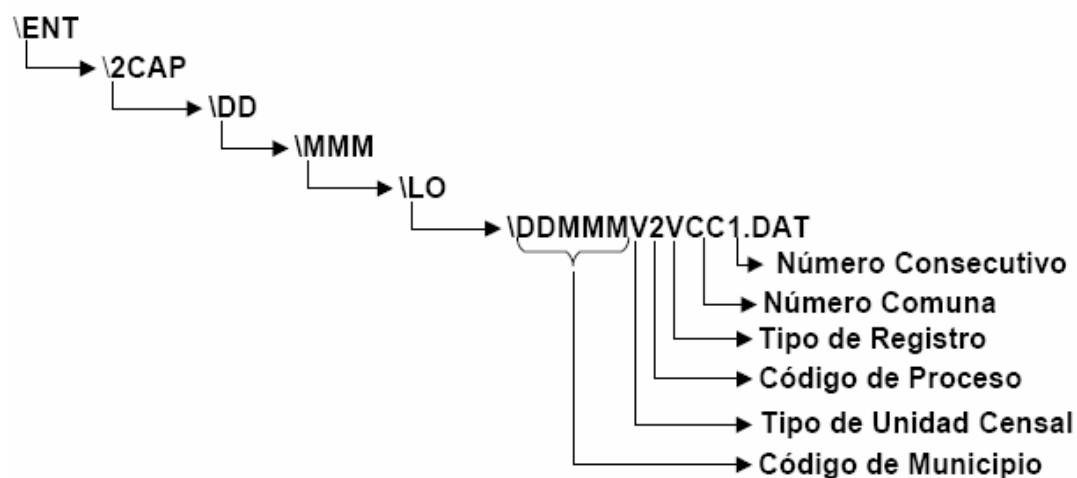 \ENT
\2CAP
\DD
\MMM
\LO
\DDMMMV2VCC1.DAT
Número Consecutivo
Número Comuna
Tipo de Registro
Código de Proceso
Tipo de Unidad Censal
Código de Municipio